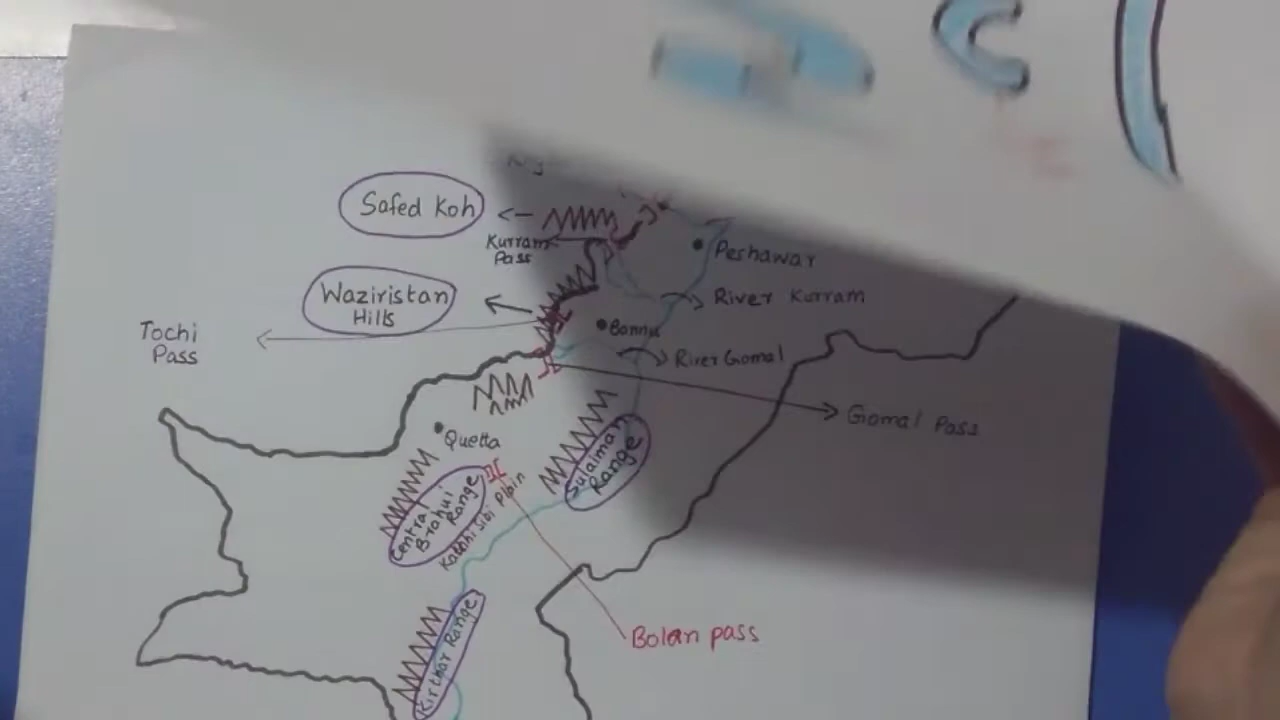 Safed Koh
Kurram
Pass
Peshawar
Waziristan
Hills
River Kurram
Tochi
Pass
Bannu
River Gomal
Gomal Pass
Quetta
Sulaiman
Range
Central
Brahui
Range
Kachhi Sibi Plain
Kirthar Range
Bolan pass